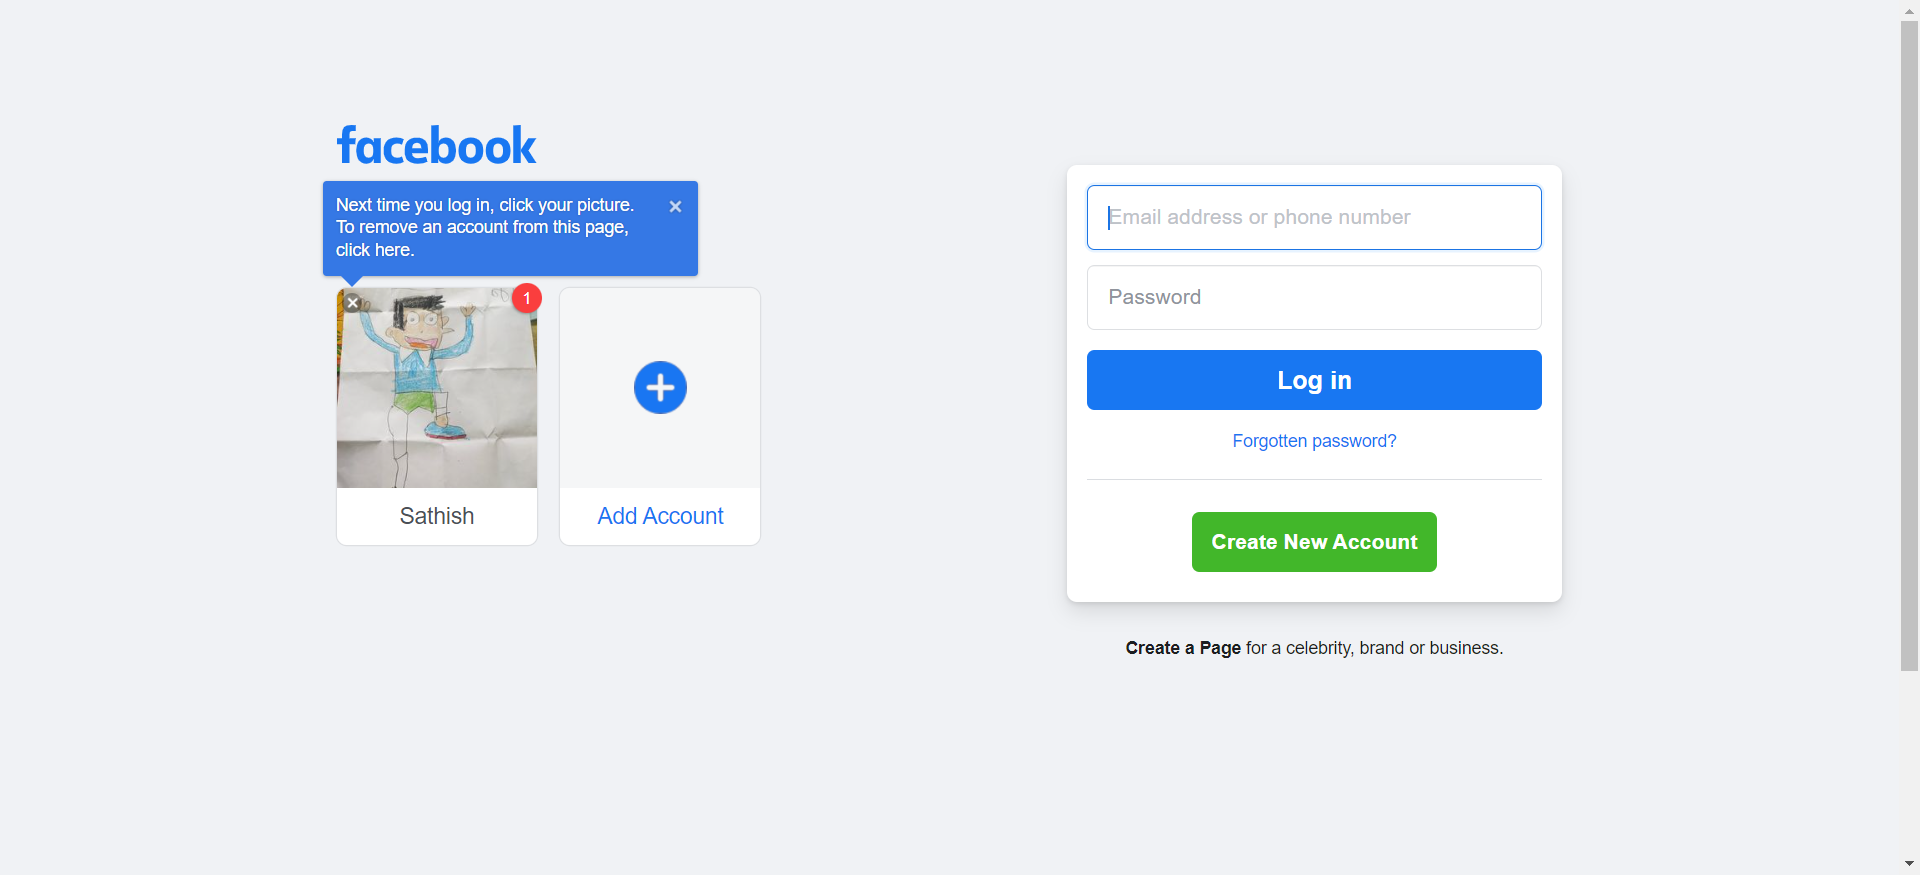 facebook
Next time you log in, click your picture.
To remove an account from this page,
click here.
1
Sathish
Add Account
Email address or phone number
Password
Log in
Forgotten password?
Create New Account
Create a Page for a celebrity, brand or business.